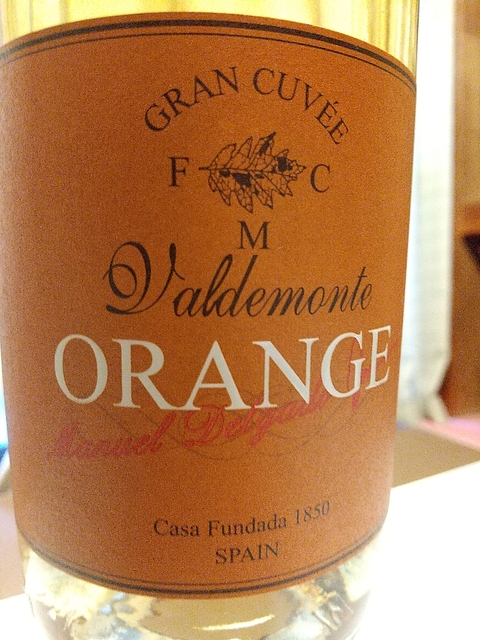 GRAN CUVÉE
F C
M
Valdemonte
ORANGE
Manuel Delgado
Casa Fundada 1850
SPAIN